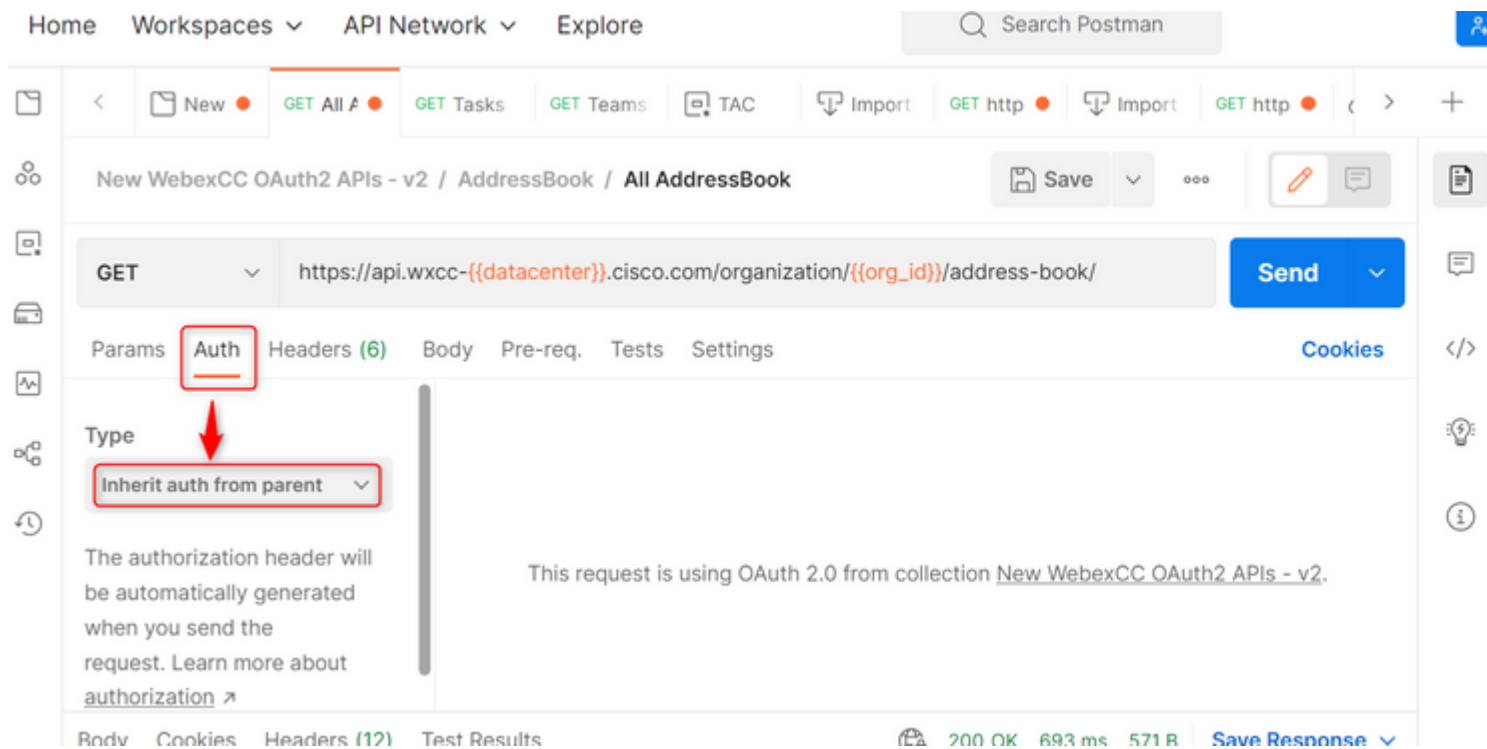 Home Workspaces API Network Explore Search Postman
New GET All A GET Tasks GET Teams TAC Import GET http Import GET http
New WebexCC OAuth2 APIs - v2 / AddressBook / All AddressBook Save
GET https://api.wxcc-{{datacenter}}.cisco.com/organization/{{org_id}}/address-book/ Send
Params Auth Headers (6) Body Pre-req. Tests Settings Cookies
Type
Inherit auth from parent
The authorization header will
be automatically generated
when you send the
request. Learn more about
authorization ↗
This request is using OAuth 2.0 from collection New WebexCC OAuth2 APIs - v2.
Body Cookies Headers (12) Test Results 200 OK 693 ms 571 B Save Response